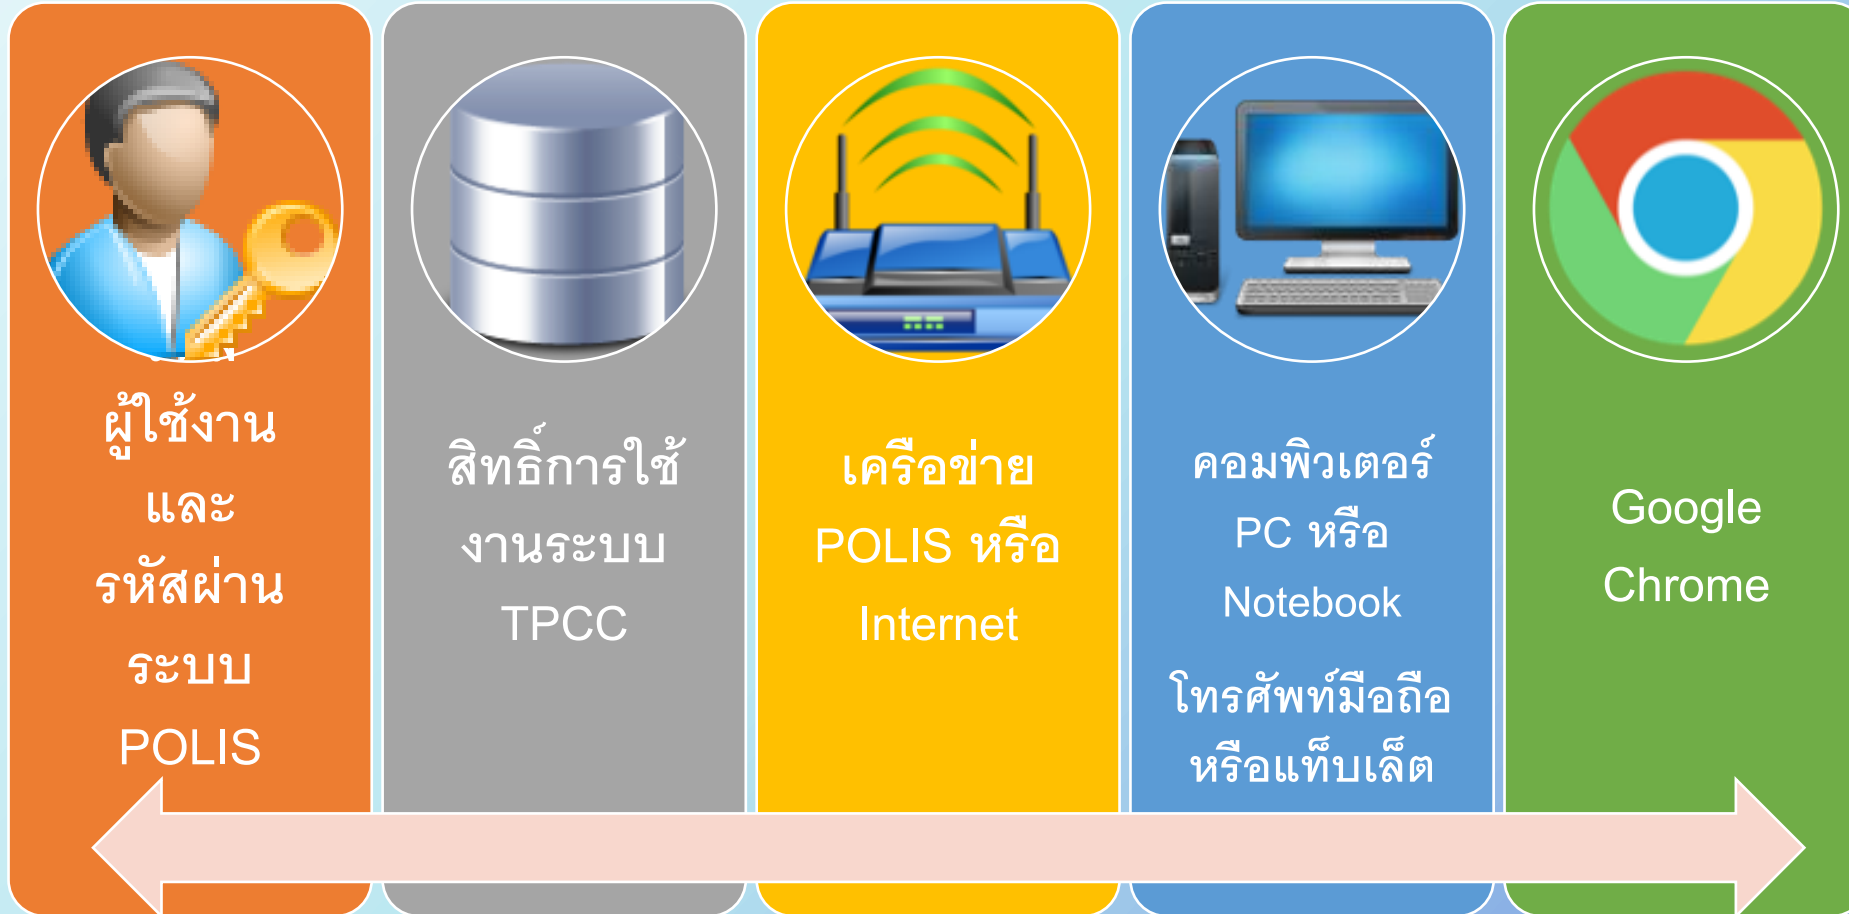 ผู้ใช้งาน
และ
รหัสผ่าน
ระบบ
POLIS
สิทธิ์การใช้
งานระบบ
TPCC
เครือข่าย
POLIS หรือ
Internet
คอมพิวเตอร์
PC หรือ
Notebook
โทรศัพท์มือถือ
หรือแท็บเล็ต
Google
Chrome